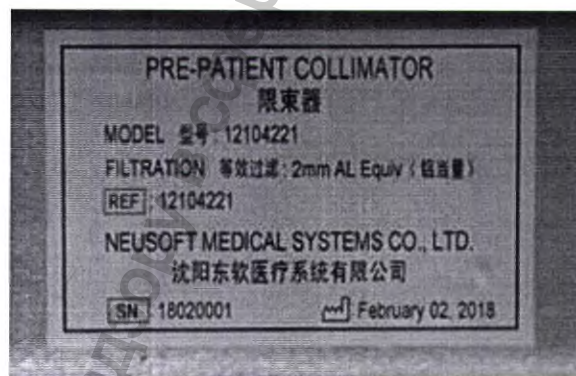 PRE-PATIENT COLLIMATOR
限束器
MODEL 型号: 12104221
FILTRATION 等效过滤: 2mm AL Equiv (铝当量)
REF: 12104221
NEUSOFT MEDICAL SYSTEMS CO., LTD.
沈阳东软医疗系统有限公司
SN 18020001 February 02, 2018